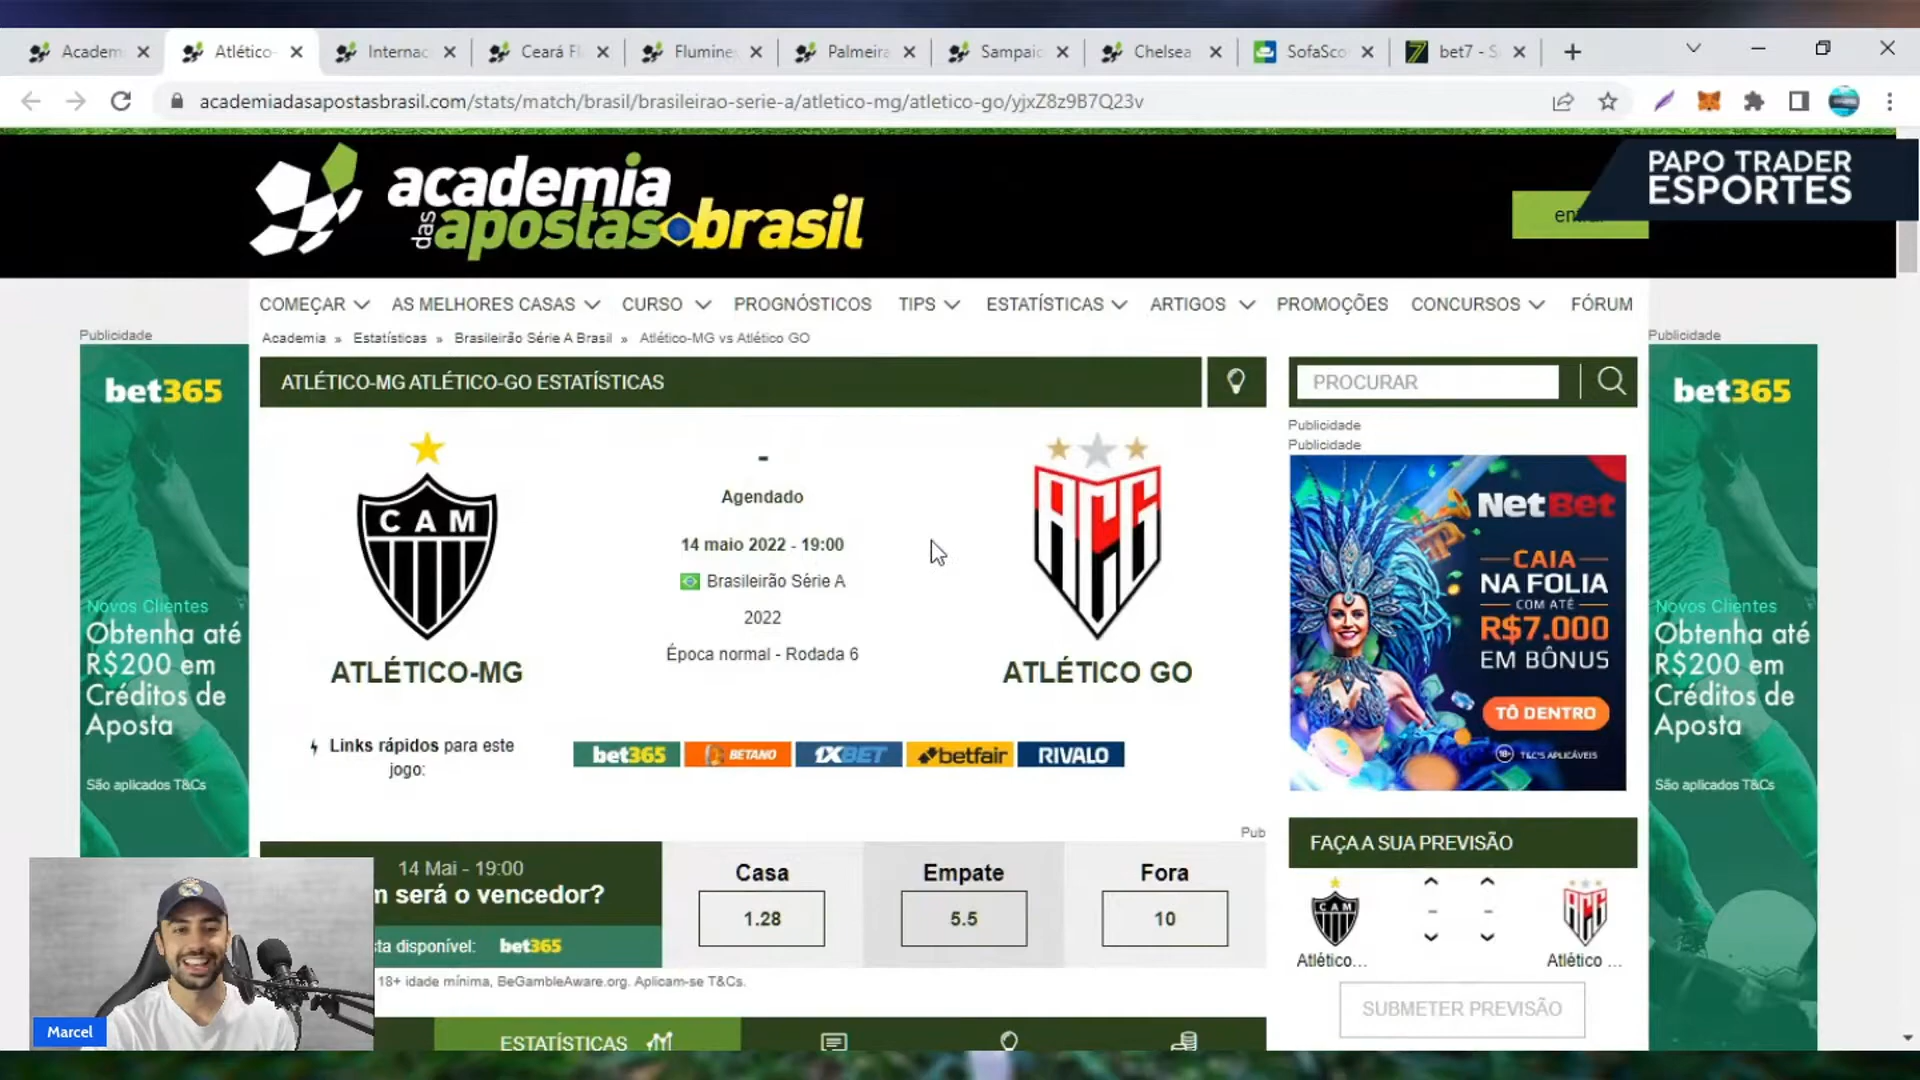 Academ
Atlético-
Internac
Ceará F
Flumine
Palmeira
Sampaio
Chelsea
SofaSco
bet7 - S
academiadasapostasbrasil.com/stats/match/brasil/brasileirao-serie-a/atletico-mg/atletico-go/yjxZ8z9B7Q23v
academia
das apostas brasil
PAPO TRADER
ESPORTES
COMEÇAR
AS MELHORES CASAS
CURSO
PROGNÓSTICOS
TIPS
ESTATÍSTICAS
ARTIGOS
PROMOÇÕES
CONCURSOS
FÓRUM
Academia » Estatísticas » Brasileirão Série A Brasil » Atlético-MG vs Atlético GO
Publicidade
bet365
Novos Clientes
Obtenha até
R$200 em
Créditos de
Aposta
São aplicados T&Cs
ATLÉTICO-MG ATLÉTICO-GO ESTATÍSTICAS
CAM
ATLÉTICO-MG
-
Agendado
14 maio 2022 - 19:00
Brasileirão Série A
2022
Época normal - Rodada 6
ACG
ATLÉTICO GO
Links rápidos para este
jogo:
bet365
BETANO
1XBET
betfair
RIVALO
Pub
14 Mai - 19:00
m será o vencedor?
ta disponível: bet365
Casa
1.28
Empate
5.5
Fora
10
18+ idade mínima, BeGambleAware.org. Aplicam-se T&Cs.
ESTATÍSTICAS
Marcel
PROCURAR
Publicidade
Publicidade
NetBet
CAIA
NA FOLIA
COM ATÉ
R$7.000
EM BÔNUS
TÔ DENTRO
18+ T&C'S APLICÁVEIS
FAÇA A SUA PREVISÃO
CAM
ACG
- -
Atlético...
Atlético ...
SUBMETER PREVISÃO
Publicidade
bet365
Novos Clientes
Obtenha até
R$200 em
Créditos de
Aposta
São aplicados T&Cs